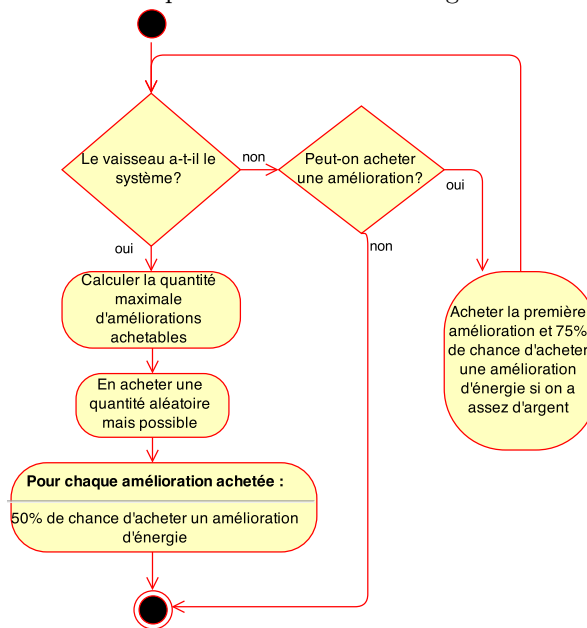 Le vaisseau a-t-il le
système?
non
Peut-on acheter
une amélioration?
oui
non
oui
Calculer la quantité
maximale
d'améliorations
achetables
Acheter la première
amélioration et 75%
de chance d'acheter
une amélioration
d'énergie si on a
assez d'argent
En acheter une
quantité aléatoire
mais possible
Pour chaque amélioration achetée :
50% de chance d'acheter un amélioration
d'énergie